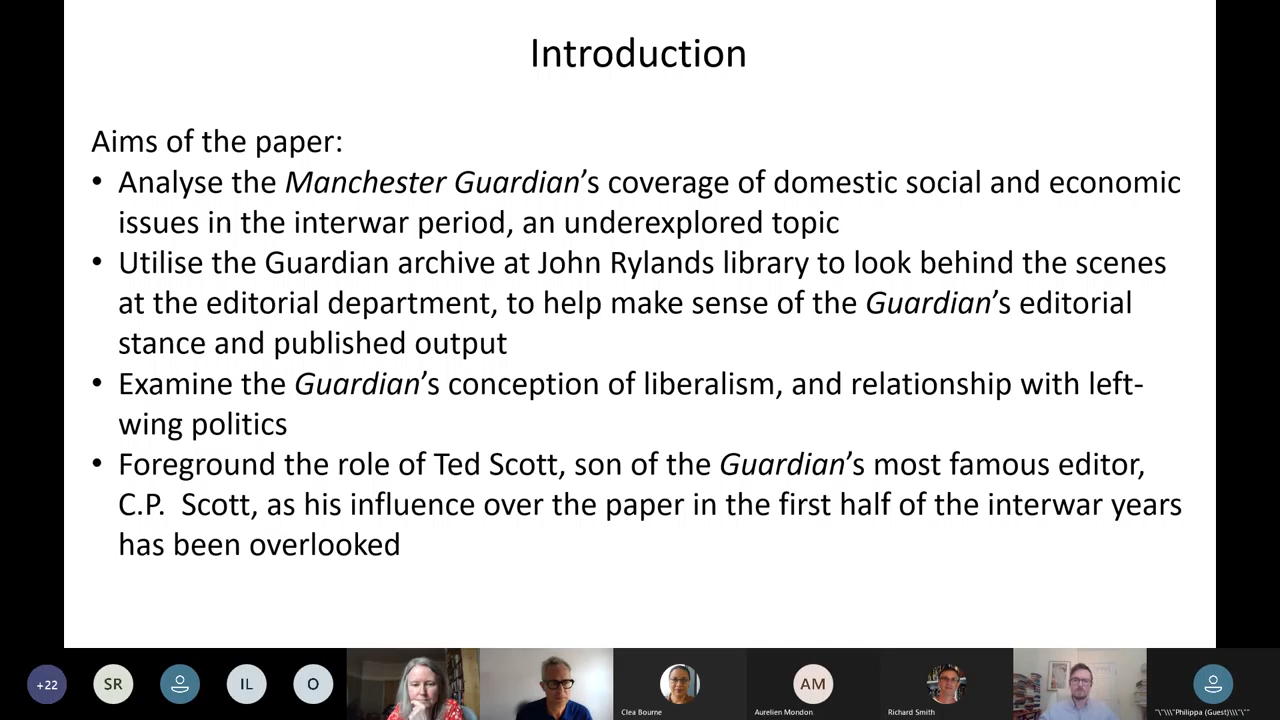 Introduction
Aims of the paper:
• Analyse the Manchester Guardian's coverage of domestic social and economic
issues in the interwar period, an underexplored topic
• Utilise the Guardian archive at John Rylands library to look behind the scenes
at the editorial department, to help make sense of the Guardian's editorial
stance and published output
• Examine the Guardian's conception of liberalism, and relationship with left-
wing politics
• Foreground the role of Ted Scott, son of the Guardian's most famous editor,
C.P.  Scott, as his influence over the paper in the first half of the interwar years
has been overlooked
+22 SR IL O AM
Clea Bourne Aurelien Mondon Richard Smith "\"\\\"Philippa (Guest)\\\"\""